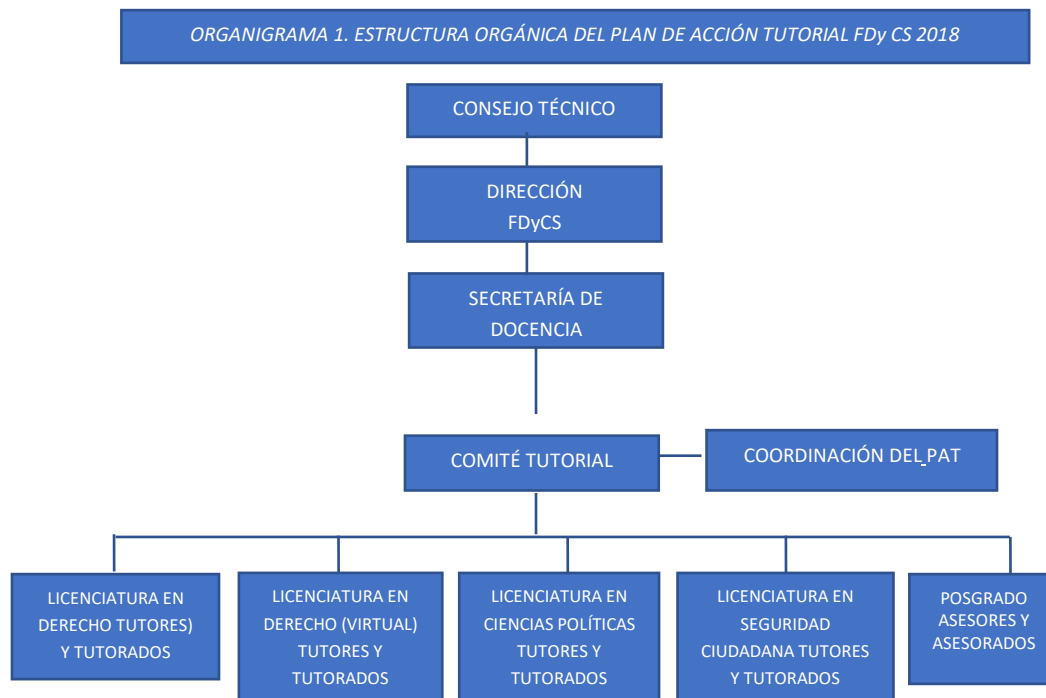 ORGANIGRAMA 1. ESTRUCTURA ORGÁNICA DEL PLAN DE ACCIÓN TUTORIAL FDy CS 2018
CONSEJO TÉCNICO
DIRECCIÓN
FDyCS
SECRETARÍA DE
DOCENCIA
COMITÉ TUTORIAL
COORDINACIÓN DEL PAT
LICENCIATURA EN
DERECHO TUTORES)
Y TUTORADOS
LICENCIATURA EN
DERECHO (VIRTUAL)
TUTORES Y
TUTORADOS
LICENCIATURA EN
CIENCIAS POLÍTICAS
TUTORES Y
TUTORADOS
LICENCIATURA EN
SEGURIDAD
CIUDADANA TUTORES
Y TUTORADOS
POSGRADO
ASESORES Y
ASESORADOS